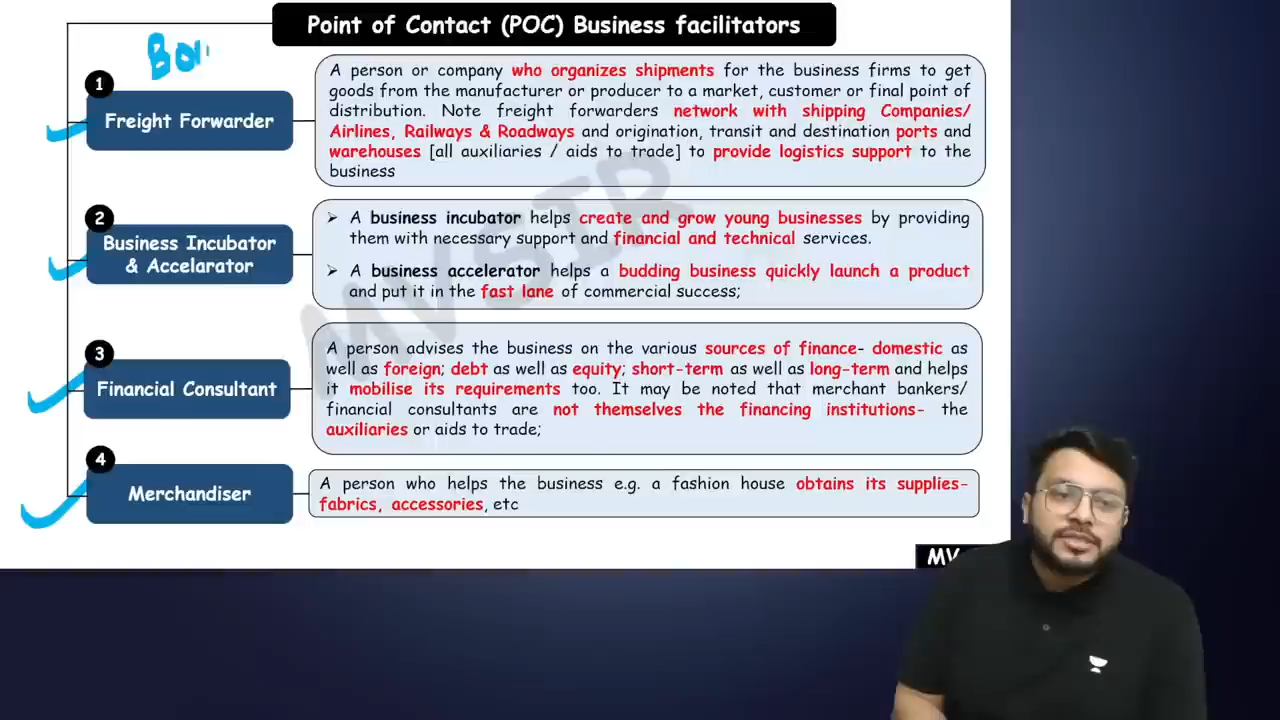 Point of Contact (POC) Business facilitators
1
Freight Forwarder
A person or company who organizes shipments for the business firms to get
goods from the manufacturer or producer to a market, customer or final point of
distribution. Note freight forwarders network with shipping Companies/
Airlines, Railways & Roadways and origination, transit and destination ports and
warehouses [all auxiliaries / aids to trade] to provide logistics support to the
business
2
Business Incubator
& Accelarator
➢ A business incubator helps create and grow young businesses by providing
them with necessary support and financial and technical services.
➢ A business accelerator helps a budding business quickly launch a product
and put it in the fast lane of commercial success;
3
Financial Consultant
A person advises the business on the various sources of finance- domestic as
well as foreign; debt as well as equity; short-term as well as long-term and helps
it mobilise its requirements too. It may be noted that merchant bankers/
financial consultants are not themselves the financing institutions- the
auxiliaries or aids to trade;
4
Merchandiser
A person who helps the business e.g. a fashion house obtains its supplies-
fabrics, accessories, etc
MVSIR
MV